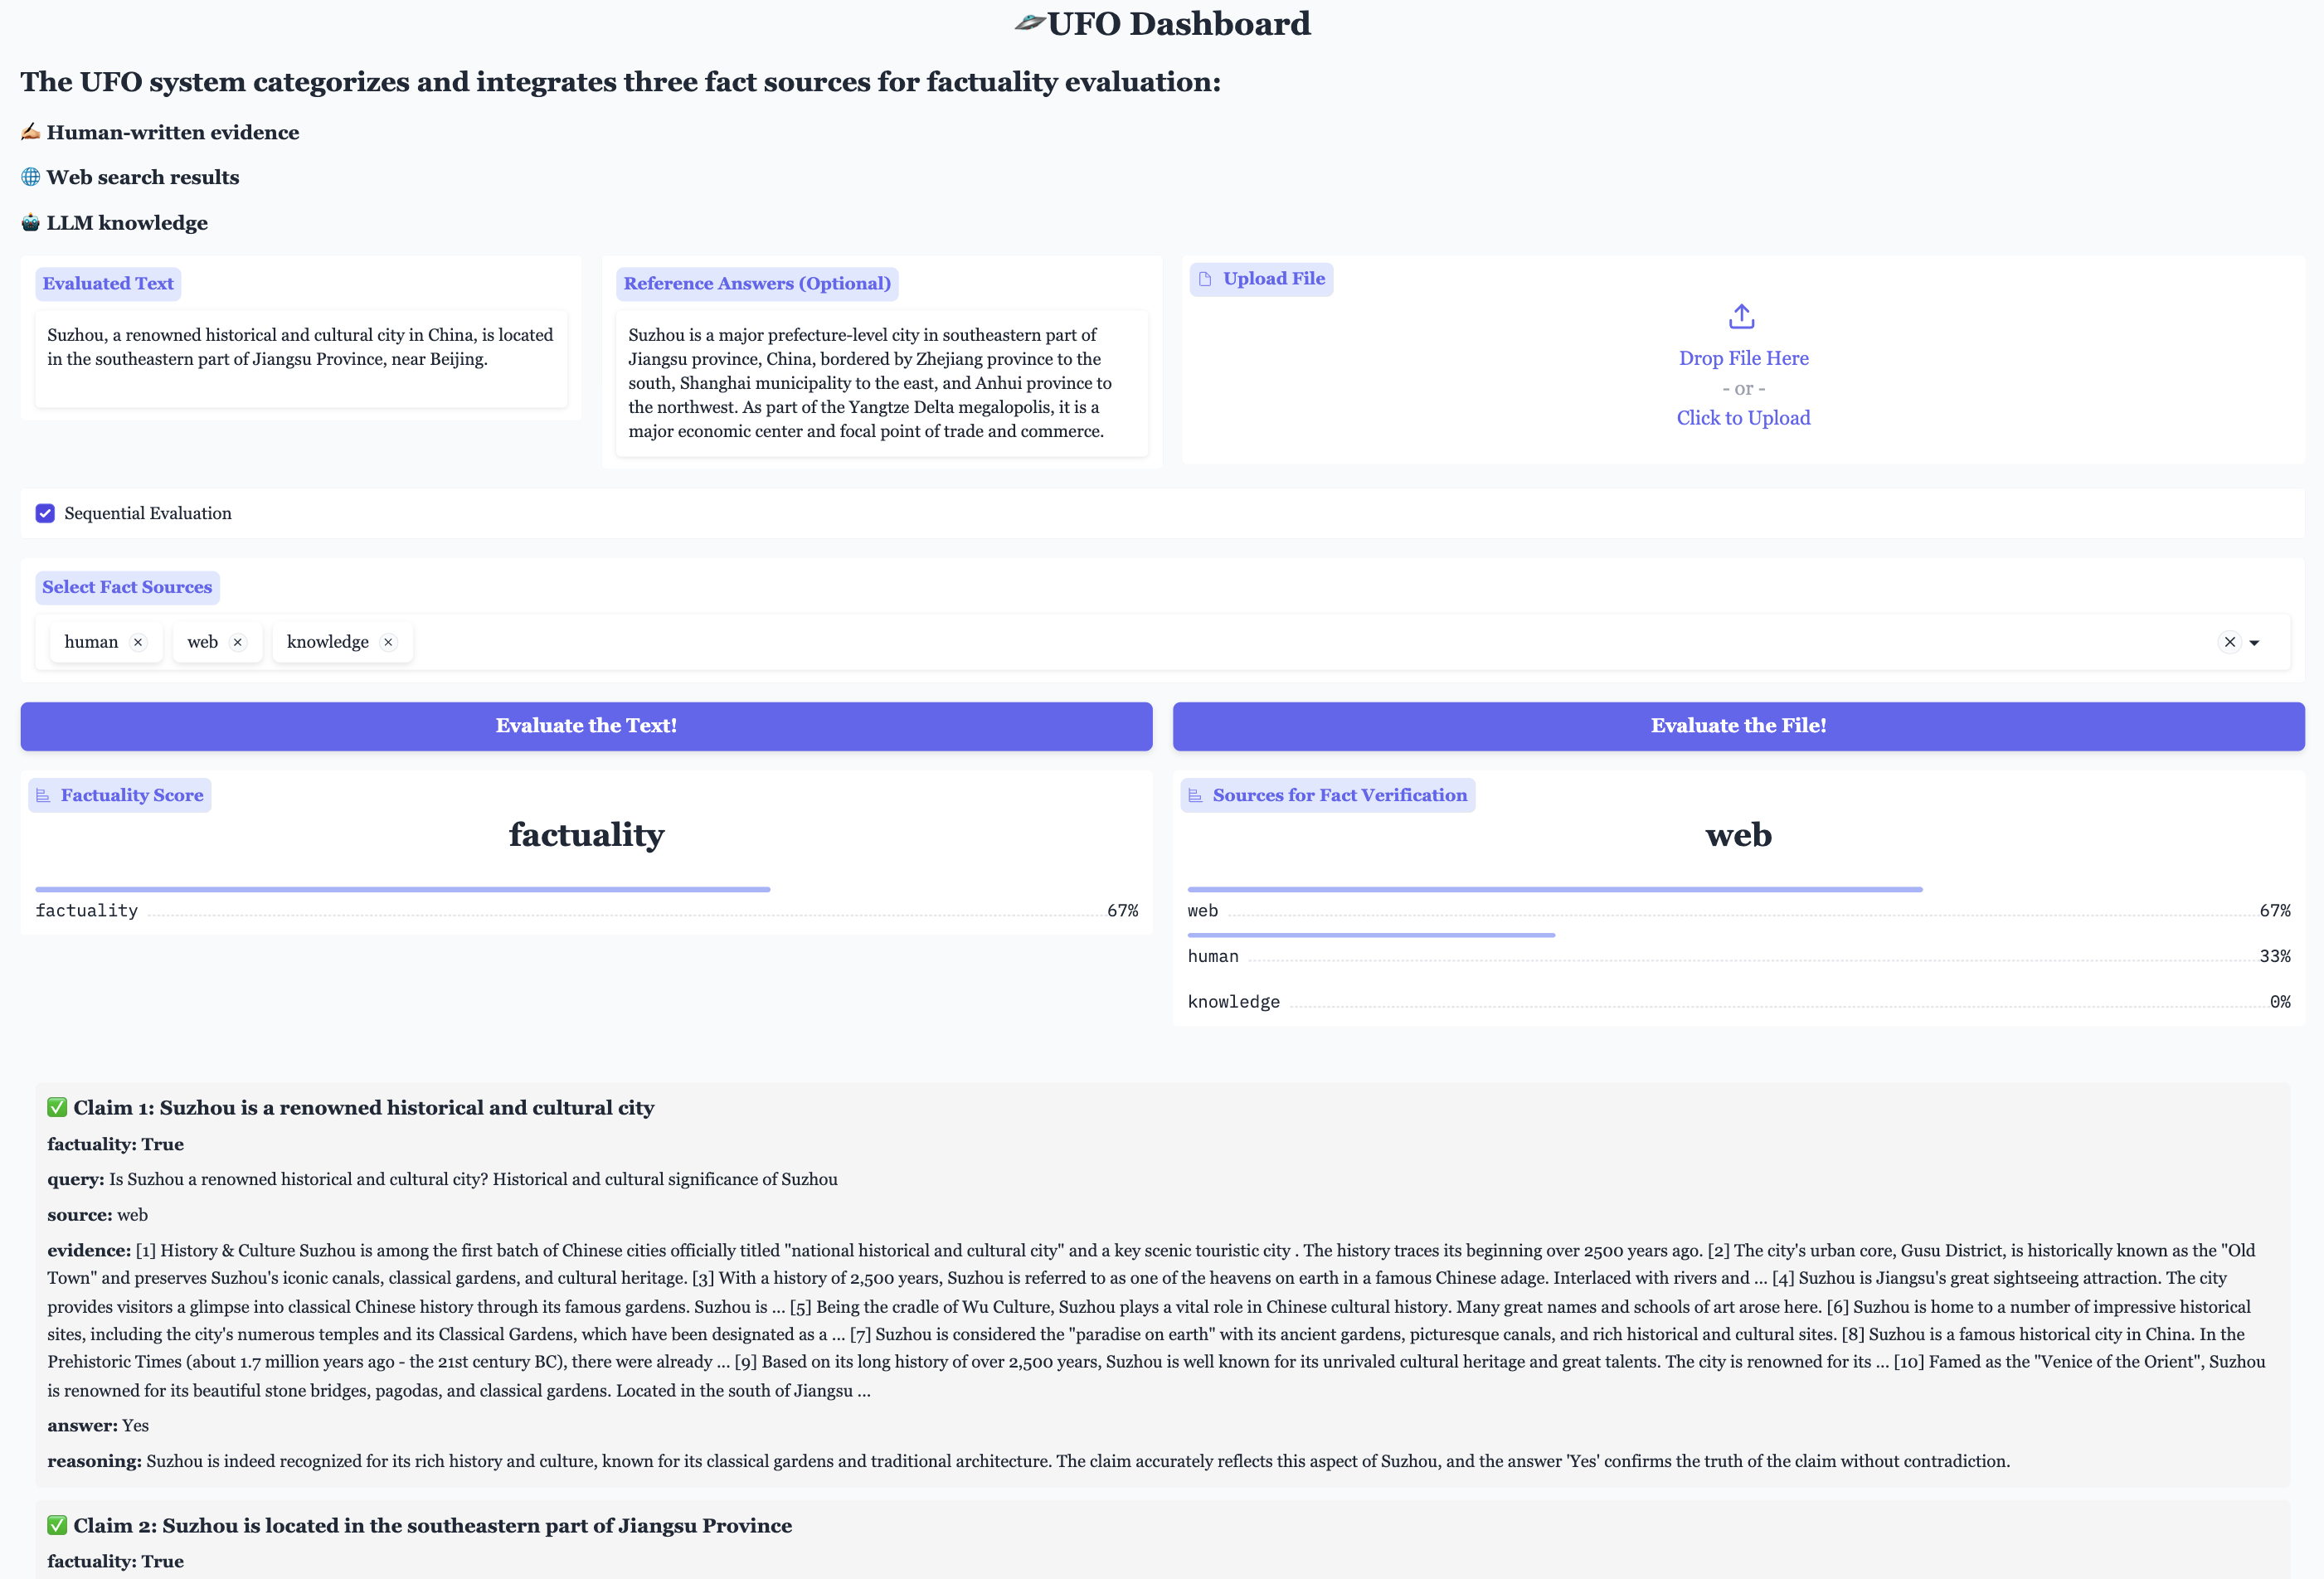 UFO Dashboard
The UFO system categorizes and integrates three fact sources for factuality evaluation:
Human-written evidence
Web search results
LLM knowledge
Evaluated Text
Suzhou, a renowned historical and cultural city in China, is located
in the southeastern part of Jiangsu Province, near Beijing.
Reference Answers (Optional)
Suzhou is a major prefecture-level city in southeastern part of
Jiangsu province, China, bordered by Zhejiang province to the
south, Shanghai municipality to the east, and Anhui province to
the northwest. As part of the Yangtze Delta megalopolis, it is a
major economic center and focal point of trade and commerce.
Upload File
Drop File Here
- or -
Click to Upload
Sequential Evaluation
Select Fact Sources
human
web
knowledge
Evaluate the Text!
Evaluate the File!
Factuality Score
factuality
factuality 67%
Sources for Fact Verification
web
web 67%
human 33%
knowledge 0%
Claim 1: Suzhou is a renowned historical and cultural city
factuality: True
query: Is Suzhou a renowned historical and cultural city? Historical and cultural significance of Suzhou
source: web
evidence: [1] History & Culture Suzhou is among the first batch of Chinese cities officially titled "national historical and cultural city" and a key scenic touristic city . The history traces its beginning over 2500 years ago. [2] The city's urban core, Gusu District, is historically known as the "Old
Town" and preserves Suzhou's iconic canals, classical gardens, and cultural heritage. [3] With a history of 2,500 years, Suzhou is referred to as one of the heavens on earth in a famous Chinese adage. Interlaced with rivers and ... [4] Suzhou is Jiangsu's great sightseeing attraction. The city
provides visitors a glimpse into classical Chinese history through its famous gardens. Suzhou is ... [5] Being the cradle of Wu Culture, Suzhou plays a vital role in Chinese cultural history. Many great names and schools of art arose here. [6] Suzhou is home to a number of impressive historical
sites, including the city's numerous temples and its Classical Gardens, which have been designated as a ... [7] Suzhou is considered the "paradise on earth" with its ancient gardens, picturesque canals, and rich historical and cultural sites. [8] Suzhou is a famous historical city in China. In the
Prehistoric Times (about 1.7 million years ago - the 21st century BC), there were already ... [9] Based on its long history of over 2,500 years, Suzhou is well known for its unrivaled cultural heritage and great talents. The city is renowned for its ... [10] Famed as the "Venice of the Orient", Suzhou
is renowned for its beautiful stone bridges, pagodas, and classical gardens. Located in the south of Jiangsu ...
answer: Yes
reasoning: Suzhou is indeed recognized for its rich history and culture, known for its classical gardens and traditional architecture. The claim accurately reflects this aspect of Suzhou, and the answer 'Yes' confirms the truth of the claim without contradiction.
Claim 2: Suzhou is located in the southeastern part of Jiangsu Province
factuality: True